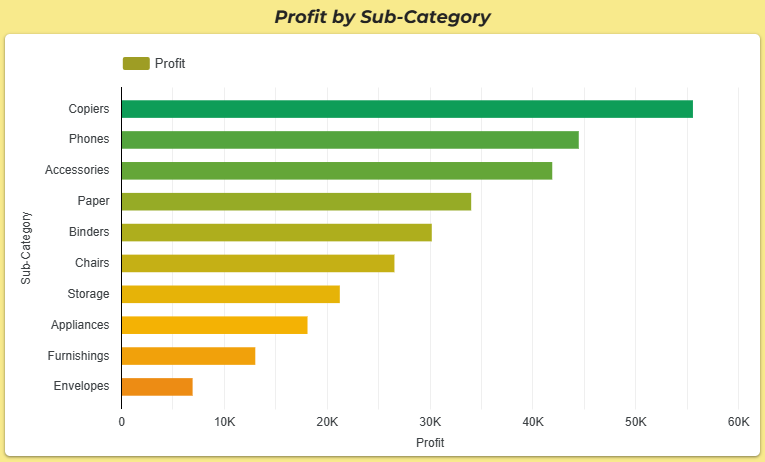 Profit by Sub-Category
Profit
Copiers
Phones
Accessories
Paper
Binders
Chairs
Storage
Appliances
Furnishings
Envelopes
Sub-Category
0 10K 20K 30K 40K 50K 60K
Profit